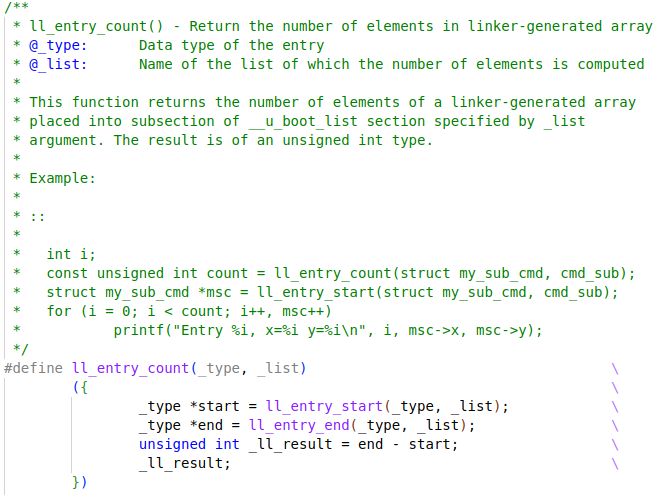 /**
 * ll_entry_count() - Return the number of elements in linker-generated array
 * @_type:      Data type of the entry
 * @_list:      Name of the list of which the number of elements is computed
 *
 * This function returns the number of elements of a linker-generated array
 * placed into subsection of __u_boot_list section specified by _list
 * argument. The result is of an unsigned int type.
 *
 * Example:
 *
 * ::
 *
 *   int i;
 *   const unsigned int count = ll_entry_count(struct my_sub_cmd, cmd_sub);
 *   struct my_sub_cmd *msc = ll_entry_start(struct my_sub_cmd, cmd_sub);
 *   for (i = 0; i < count; i++, msc++)
 *           printf("Entry %i, x=%i y=%i\n", i, msc->x, msc->y);
 */
#define ll_entry_count(_type, _list)                                    \
        ({                                                              \
                _type *start = ll_entry_start(_type, _list);            \
                _type *end = ll_entry_end(_type, _list);                \
                unsigned int _ll_result = end - start;                  \
                _ll_result;                                             \
        })